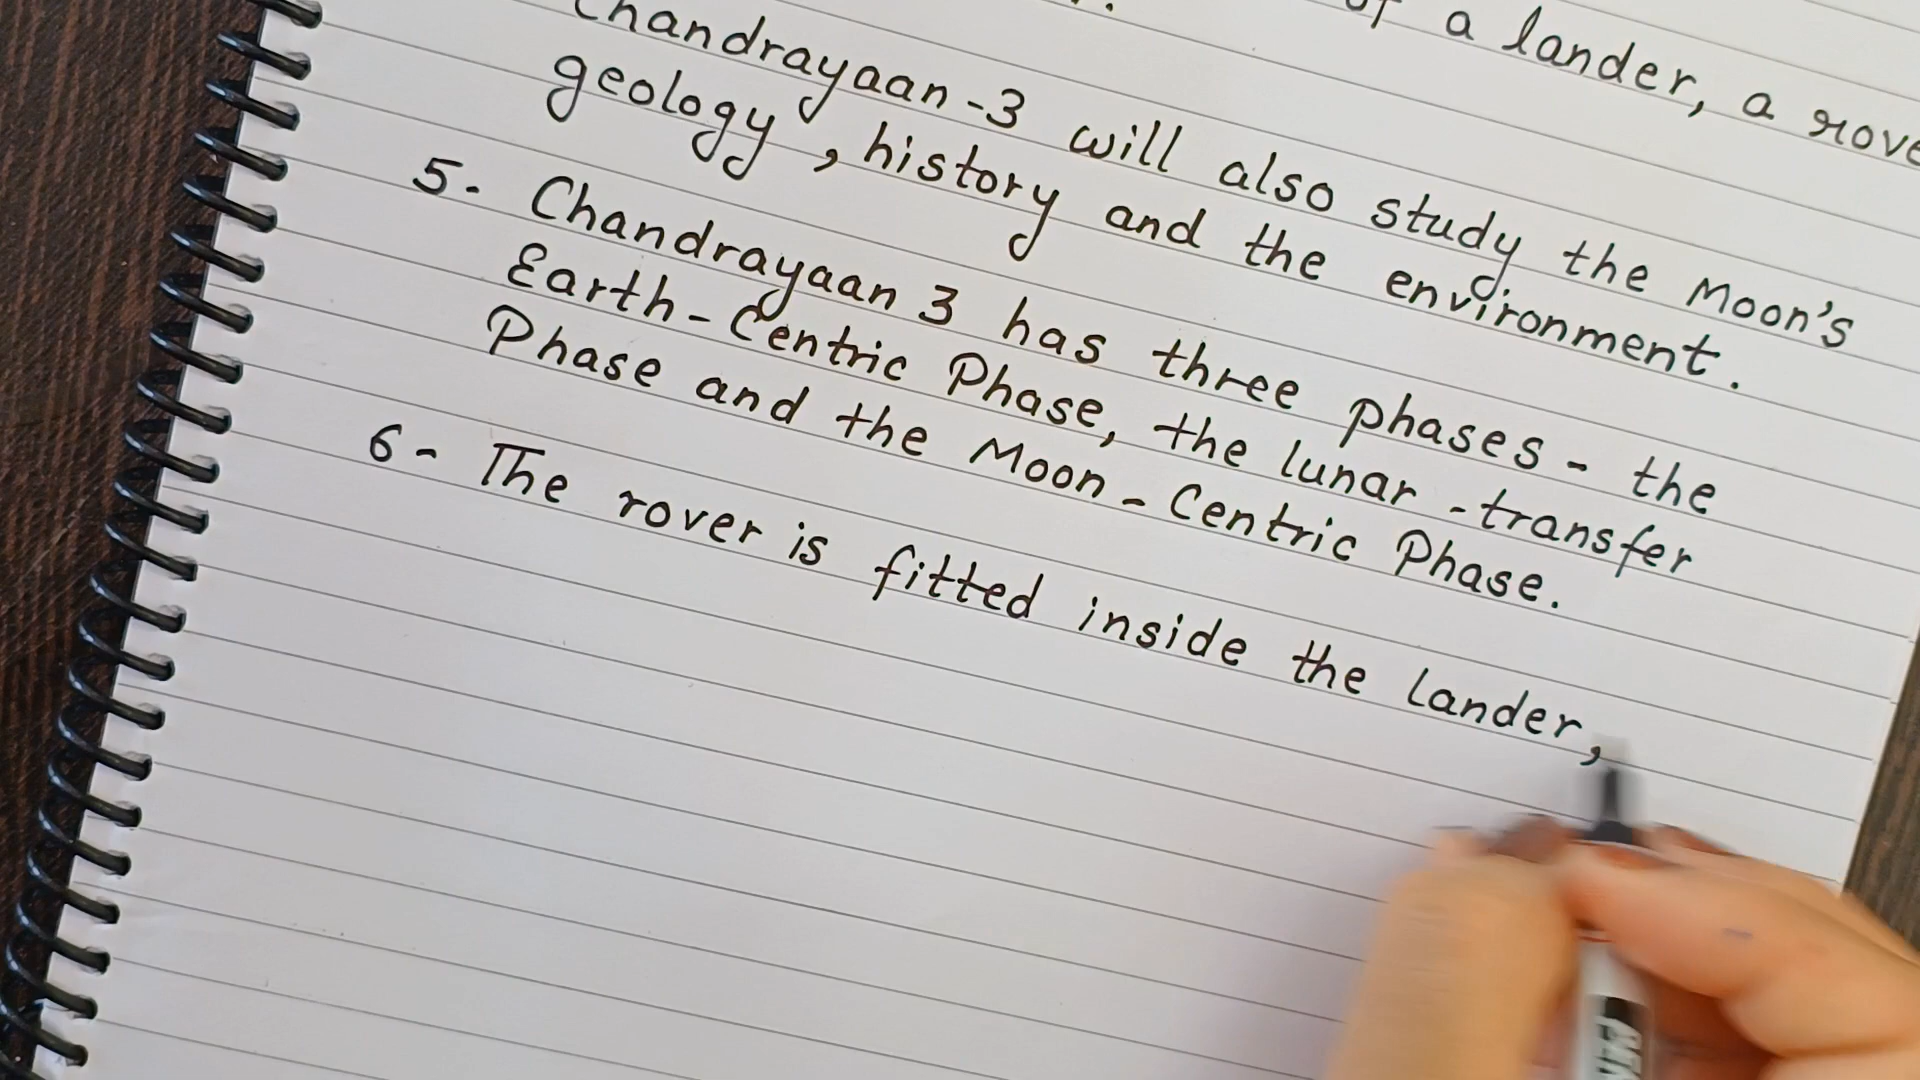 of a lander, a rove
Chandrayaan-3 will also study the Moon's
geology, history and the environment.
5. Chandrayaan 3 has three phases - the
Earth-Centric Phase, the lunar-transfer
Phase and the Moon-Centric Phase.
6- The rover is fitted inside the lander,